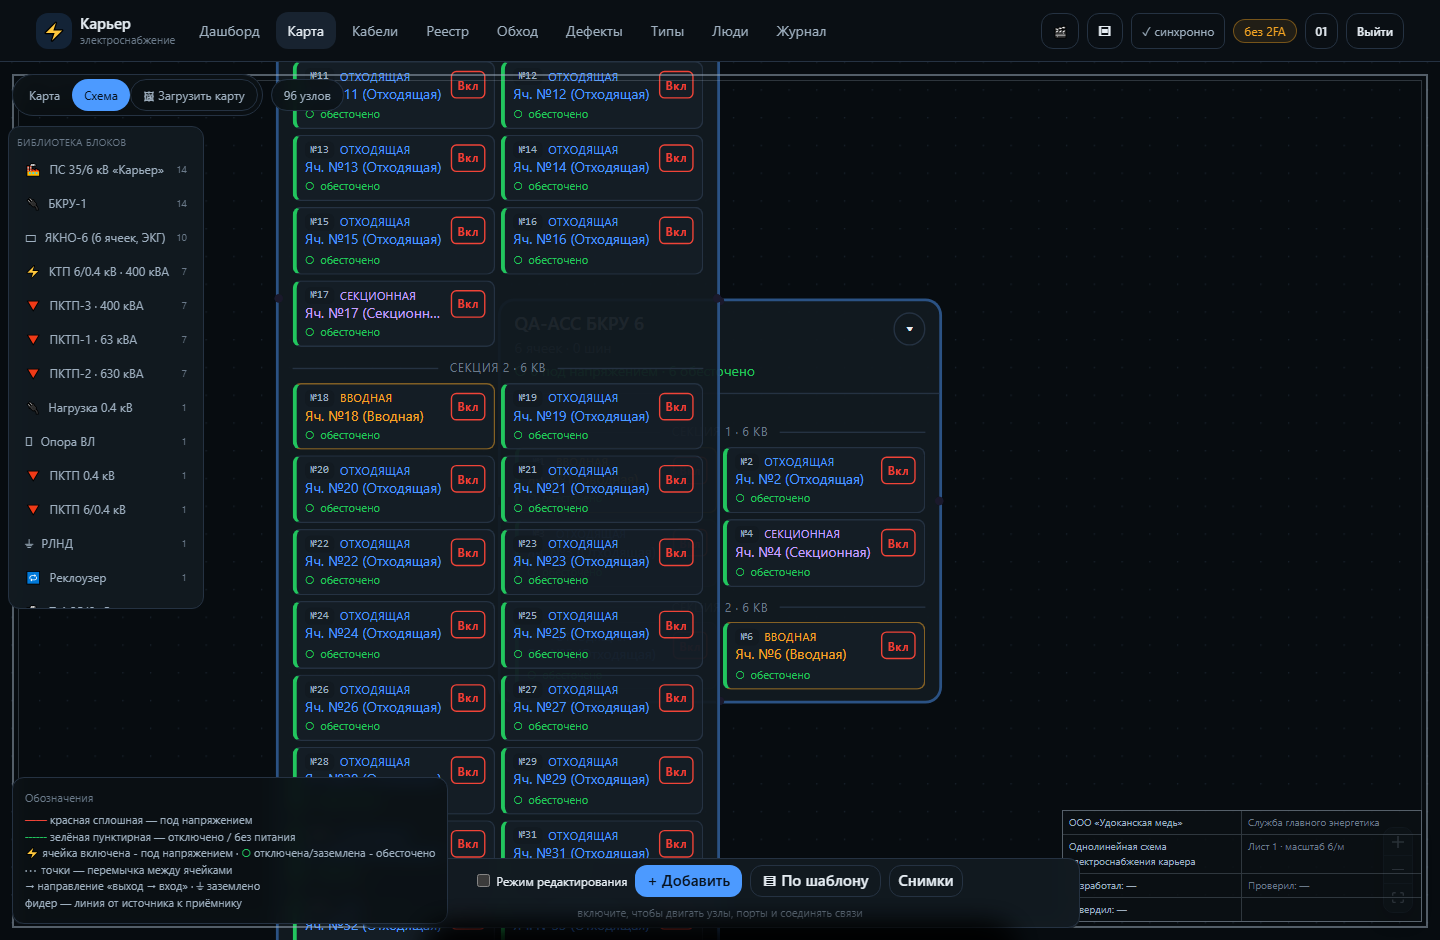 Карьер
электроснабжение
Дашборд
Карта
Кабели
Реестр
Обход
Дефекты
Типы
Люди
Журнал
✓ синхронно
без 2FA
01
Выйти
Карта
Схема
Загрузить карту
96 узлов
БИБЛИОТЕКА БЛОКОВ
ПС 35/6 кВ «Карьер» 14
БКРУ-1 14
ЯКНО-6 (6 ячеек, ЭКГ) 10
КТП 6/0.4 кВ · 400 кВА 7
ПКТП-3 · 400 кВА 7
ПКТП-1 · 63 кВА 7
ПКТП-2 · 630 кВА 7
Нагрузка 0.4 кВ 1
Опора ВЛ 1
ПКТП 0.4 кВ 1
ПКТП 6/0.4 кВ 1
РЛНД 1
Реклоузер 1
№11 ОТХОДЯЩАЯ
11 (Отходящая)
Вкл
обесточено
№12 ОТХОДЯЩАЯ
Яч. №12 (Отходящая)
Вкл
обесточено
№13 ОТХОДЯЩАЯ
Яч. №13 (Отходящая)
Вкл
обесточено
№14 ОТХОДЯЩАЯ
Яч. №14 (Отходящая)
Вкл
обесточено
№15 ОТХОДЯЩАЯ
Яч. №15 (Отходящая)
Вкл
обесточено
№16 ОТХОДЯЩАЯ
Яч. №16 (Отходящая)
Вкл
обесточено
№17 СЕКЦИОННАЯ
Яч. №17 (Секционн...
Вкл
обесточено
СЕКЦИЯ 2 · 6 КВ
№18 ВВОДНАЯ
Яч. №18 (Вводная)
Вкл
обесточено
№19 ОТХОДЯЩАЯ
Яч. №19 (Отходящая)
Вкл
обесточено
№20 ОТХОДЯЩАЯ
Яч. №20 (Отходящая)
Вкл
обесточено
№21 ОТХОДЯЩАЯ
Яч. №21 (Отходящая)
Вкл
обесточено
№22 ОТХОДЯЩАЯ
Яч. №22 (Отходящая)
Вкл
обесточено
№23 ОТХОДЯЩАЯ
Яч. №23 (Отходящая)
Вкл
обесточено
№24 ОТХОДЯЩАЯ
Яч. №24 (Отходящая)
Вкл
обесточено
№25 ОТХОДЯЩАЯ
Яч. №25 (Отходящая)
Вкл
обесточено
№26 ОТХОДЯЩАЯ
Яч. №26 (Отходящая)
Вкл
обесточено
№27 ОТХОДЯЩАЯ
Яч. №27 (Отходящая)
Вкл
обесточено
№28 ОТХОДЯЩАЯ
Вкл
№29 ОТХОДЯЩАЯ
Яч. №29 (Отходящая)
Вкл
обесточено
Вкл
№31 ОТХОДЯЩАЯ
Яч. №31 (Отходящая)
Вкл
QA-ACC БКРУ 6
очено
1 · 6 КВ
№2 ОТХОДЯЩАЯ
Яч. №2 (Отходящая)
Вкл
обесточено
№4 СЕКЦИОННАЯ
Яч. №4 (Секционная)
Вкл
обесточено
2 · 6 КВ
№6 ВВОДНАЯ
Яч. №6 (Вводная)
Вкл
обесточено
Обозначения
—— красная сплошная — под напряжением
------ зелёная пунктирная — отключено / без питания
⚡ ячейка включена - под напряжением · ○ отключена/заземлена - обесточено
··· точки — перемычка между ячейками
→ направление «выход → вход» · ⏚ заземлено
фидер — линия от источника к приёмнику
Режим редактирования
+ Добавить
По шаблону
Снимки
включите, чтобы двигать узлы, порты и соединять связи
ООО «Удоканская медь»
Служба главного энергетика
Однолинейная схема
электроснабжения карьера
Лист 1 · масштаб б/м
зработал: —
Проверил: —
вердил: —